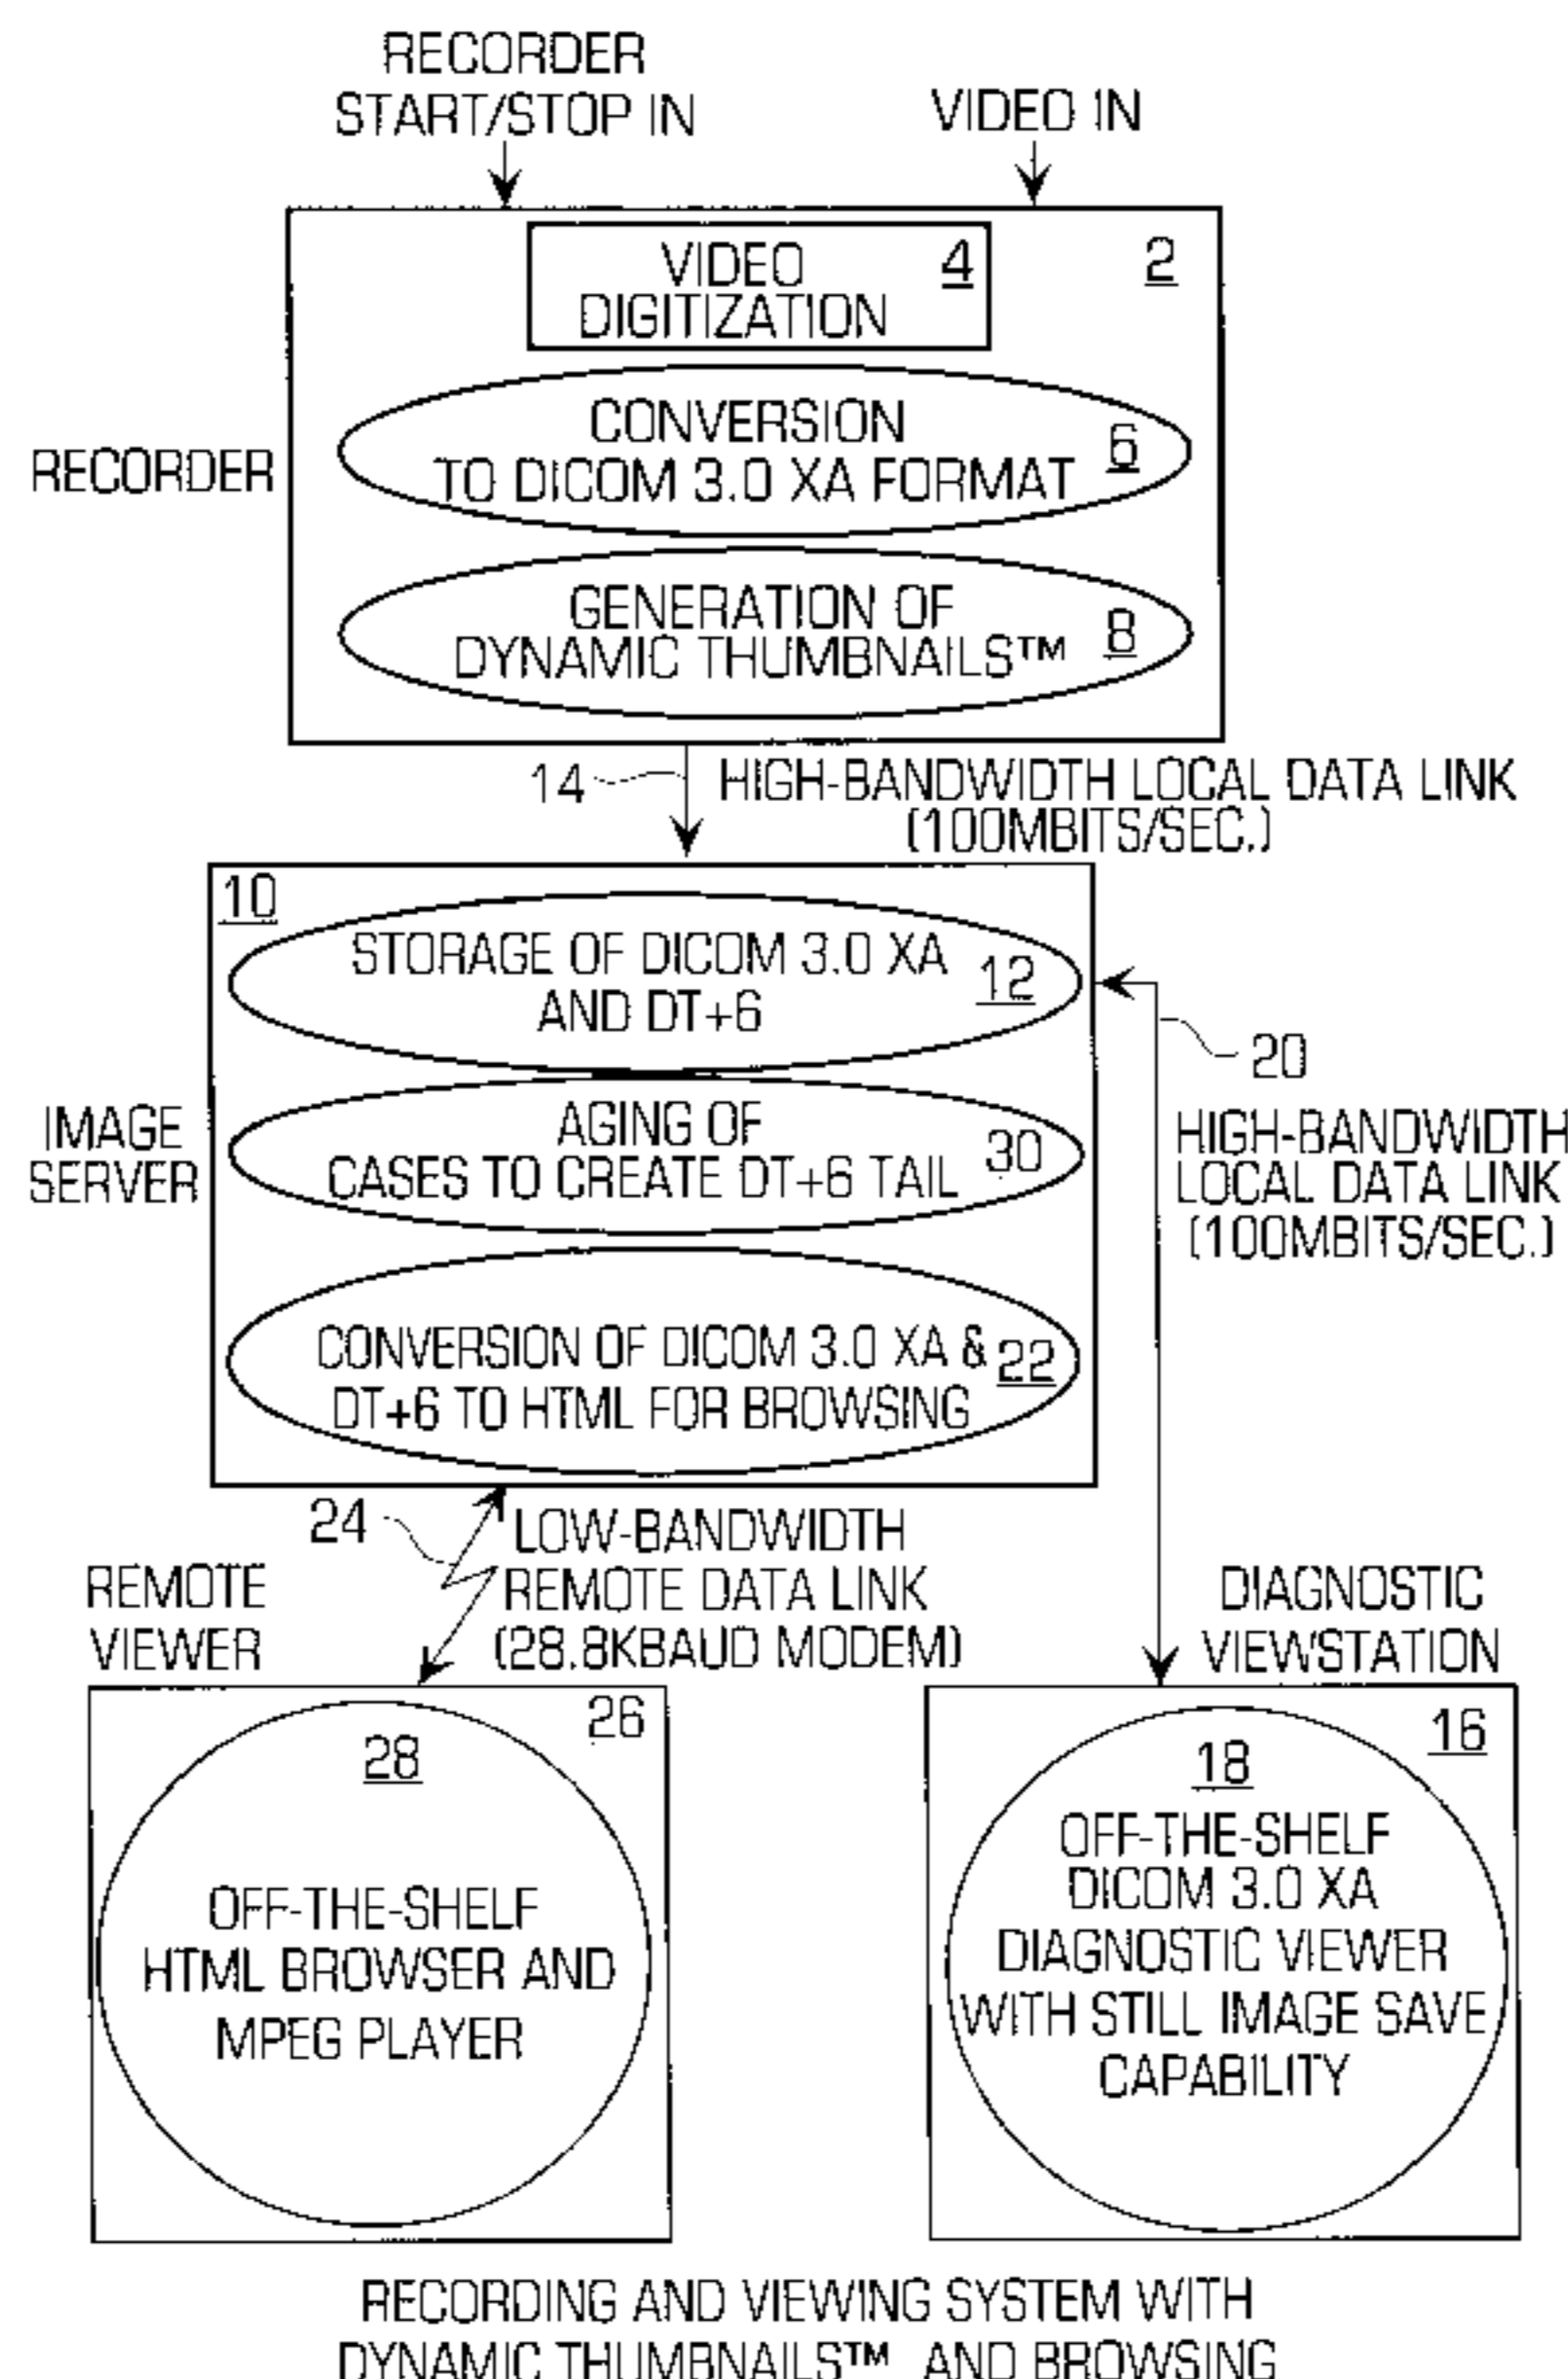 RECORDER
START/STOP IN
VIDEO IN
VIDEO
DIGITIZATION
4
2
RECORDER
CONVERSION
TO DICOM 3.0 XA FORMAT
6
GENERATION OF
DYNAMIC THUMBNAILS™
8
14
HIGH-BANDWIDTH LOCAL DATA LINK
(100MBITS/SEC.)
10
STORAGE OF DICOM 3.0 XA
AND DT+6
12
20
IMAGE
SERVER
AGING OF
CASES TO CREATE DT+6 TAIL
30
HIGH-BANDWIDTH
LOCAL DATA LINK
(100MBITS/SEC.)
CONVERSION OF DICOM 3.0 XA &
DT+6 TO HTML FOR BROWSING
22
24
LOW-BANDWIDTH
REMOTE DATA LINK
(28.8KBAUD MODEM)
REMOTE
VIEWER
DIAGNOSTIC
VIEWSTATION
26
28
OFF-THE-SHELF
HTML BROWSER AND
MPEG PLAYER
16
18
OFF-THE-SHELF
DICOM 3.0 XA
DIAGNOSTIC VIEWER
WITH STILL IMAGE SAVE
CAPABILITY
RECORDING AND VIEWING SYSTEM WITH
DYNAMIC THUMBNAILS™ AND BROWSING